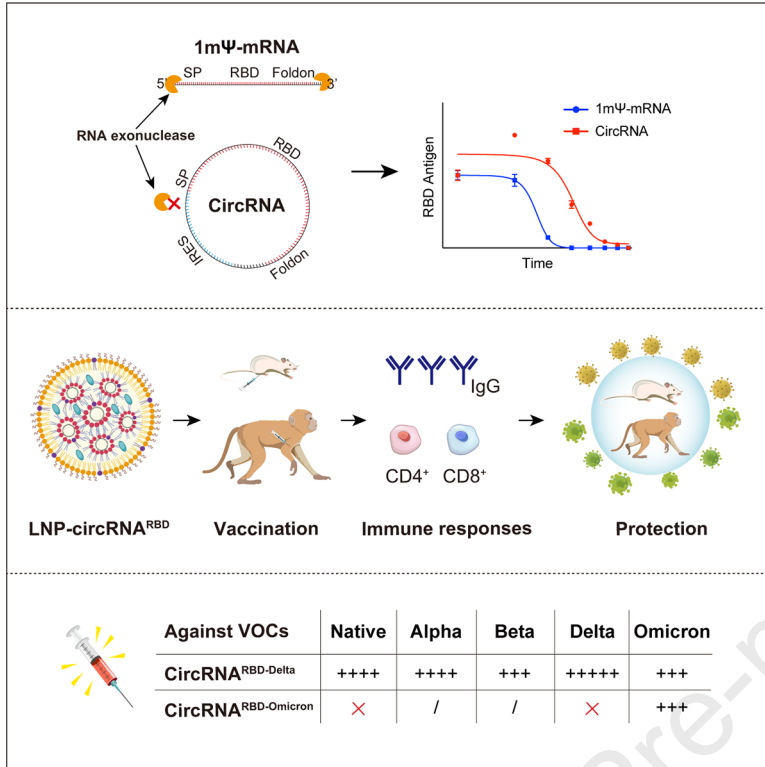 1mΨ-mRNA
5' SP RBD Foldon 3'
RNA exonuclease
RBD
SP
CircRNA
IRES
Foldon
1mΨ-mRNA
CircRNA
RBD Antigen
Time
IgG
CD4⁺ CD8⁺
LNP-circRNAᴿᴮᴰ Vaccination Immune responses Protection
Against VOCs Native Alpha Beta Delta Omicron
CircRNA^RBD-Delta ++++ ++++ +++ +++++ +++
CircRNA^RBD-Omicron × / / × +++
Pre-p